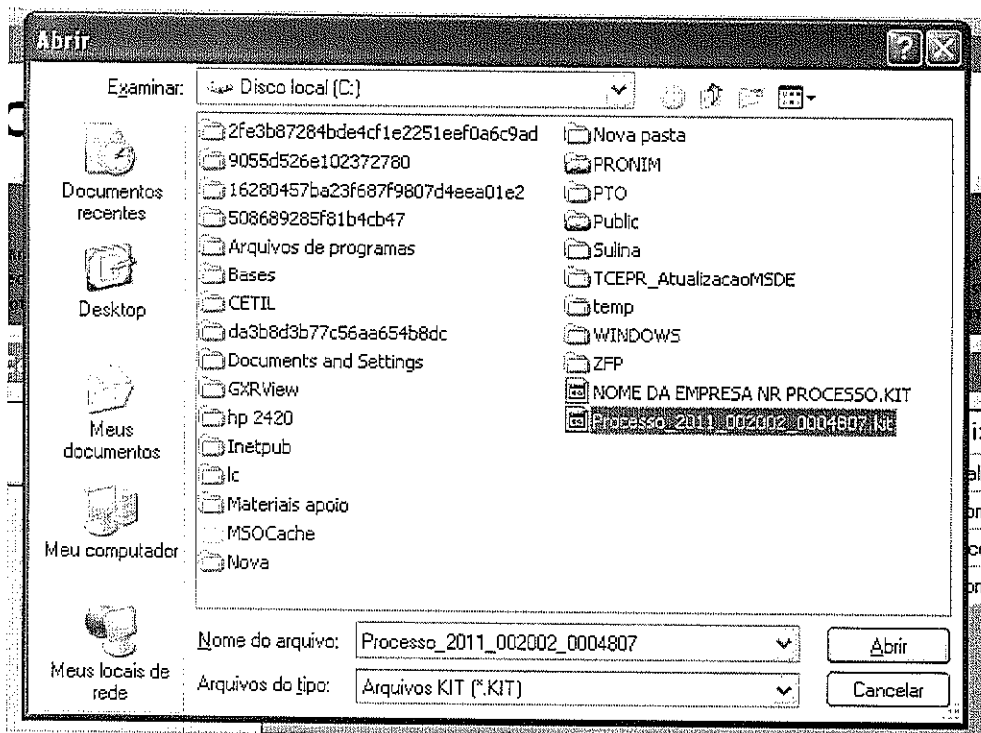 Abrir
Examinar:
Disco local (C:)
Documentos
recentes
Desktop
Meus
documentos
Meu computador
Meus locais de
rede
2fe3b87284bde4cf1e2251eef0a6c9ad
9055d526e102372780
16280457ba23f687f9807d4eea01e2
508689285f81b4cb47
Arquivos de programas
Bases
CETIL
da3b8d3b77c56aa654b8dc
Documents and Settings
GXRView
hp 2420
Inetpub
lc
Materiais apoio
MSOCache
Nova
Nova pasta
PRONIM
PTO
Public
Sulina
TCEPR_AtualizacaoMSDE
temp
WINDOWS
ZFP
NOME DA EMPRESA NR PROCESSO.KIT
Processo_2011_002002_0004807.kit
Nome do arquivo:
Processo_2011_002002_0004807
Abrir
Arquivos do tipo:
Arquivos KIT (*.KIT)
Cancelar